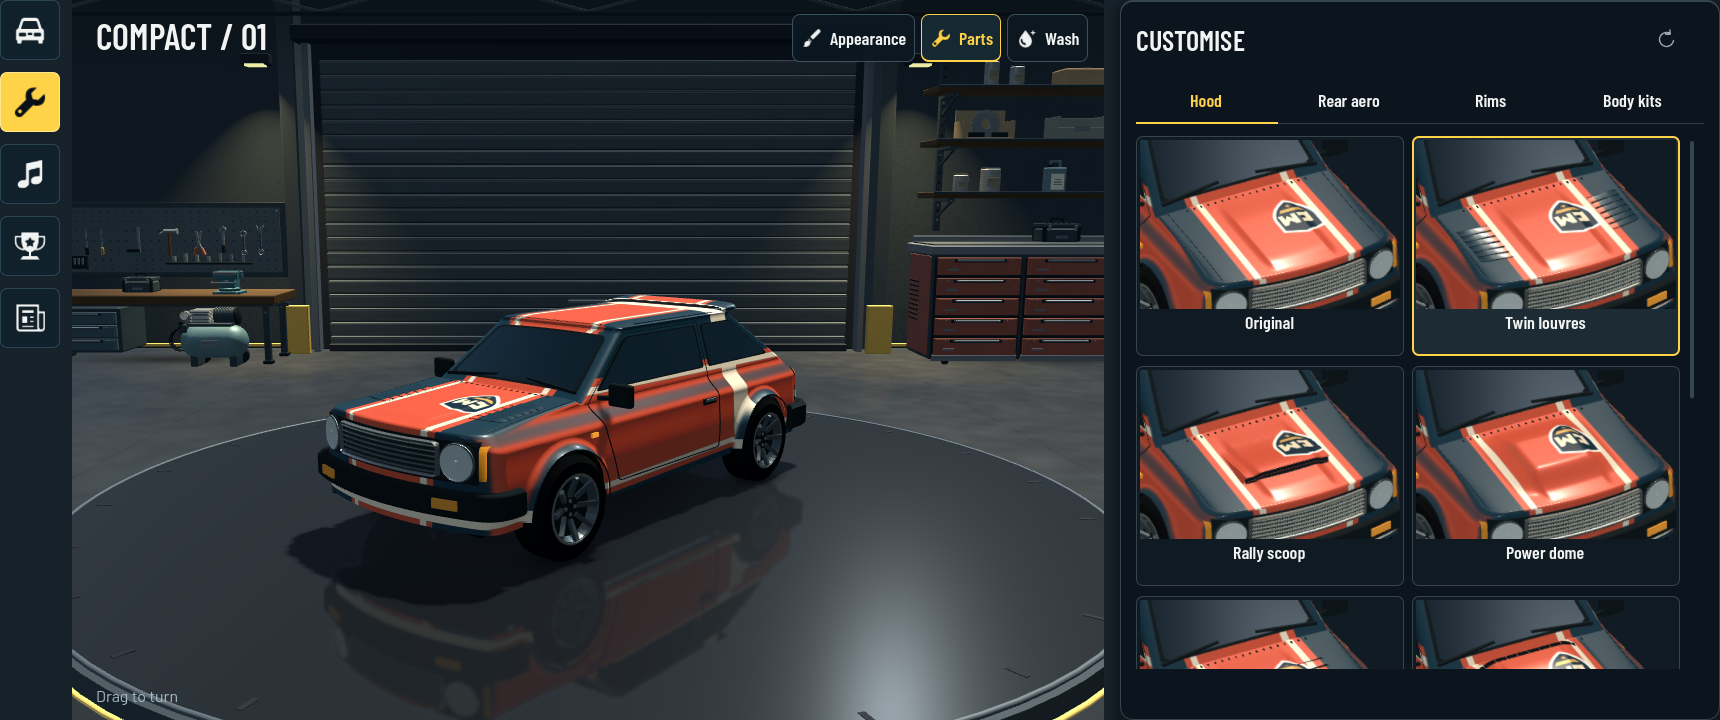 COMPACT / 01
Appearance
Parts
Wash
CUSTOMISE
Hood
Rear aero
Rims
Body kits
Original
Twin louvres
Rally scoop
Power dome
Drag to turn